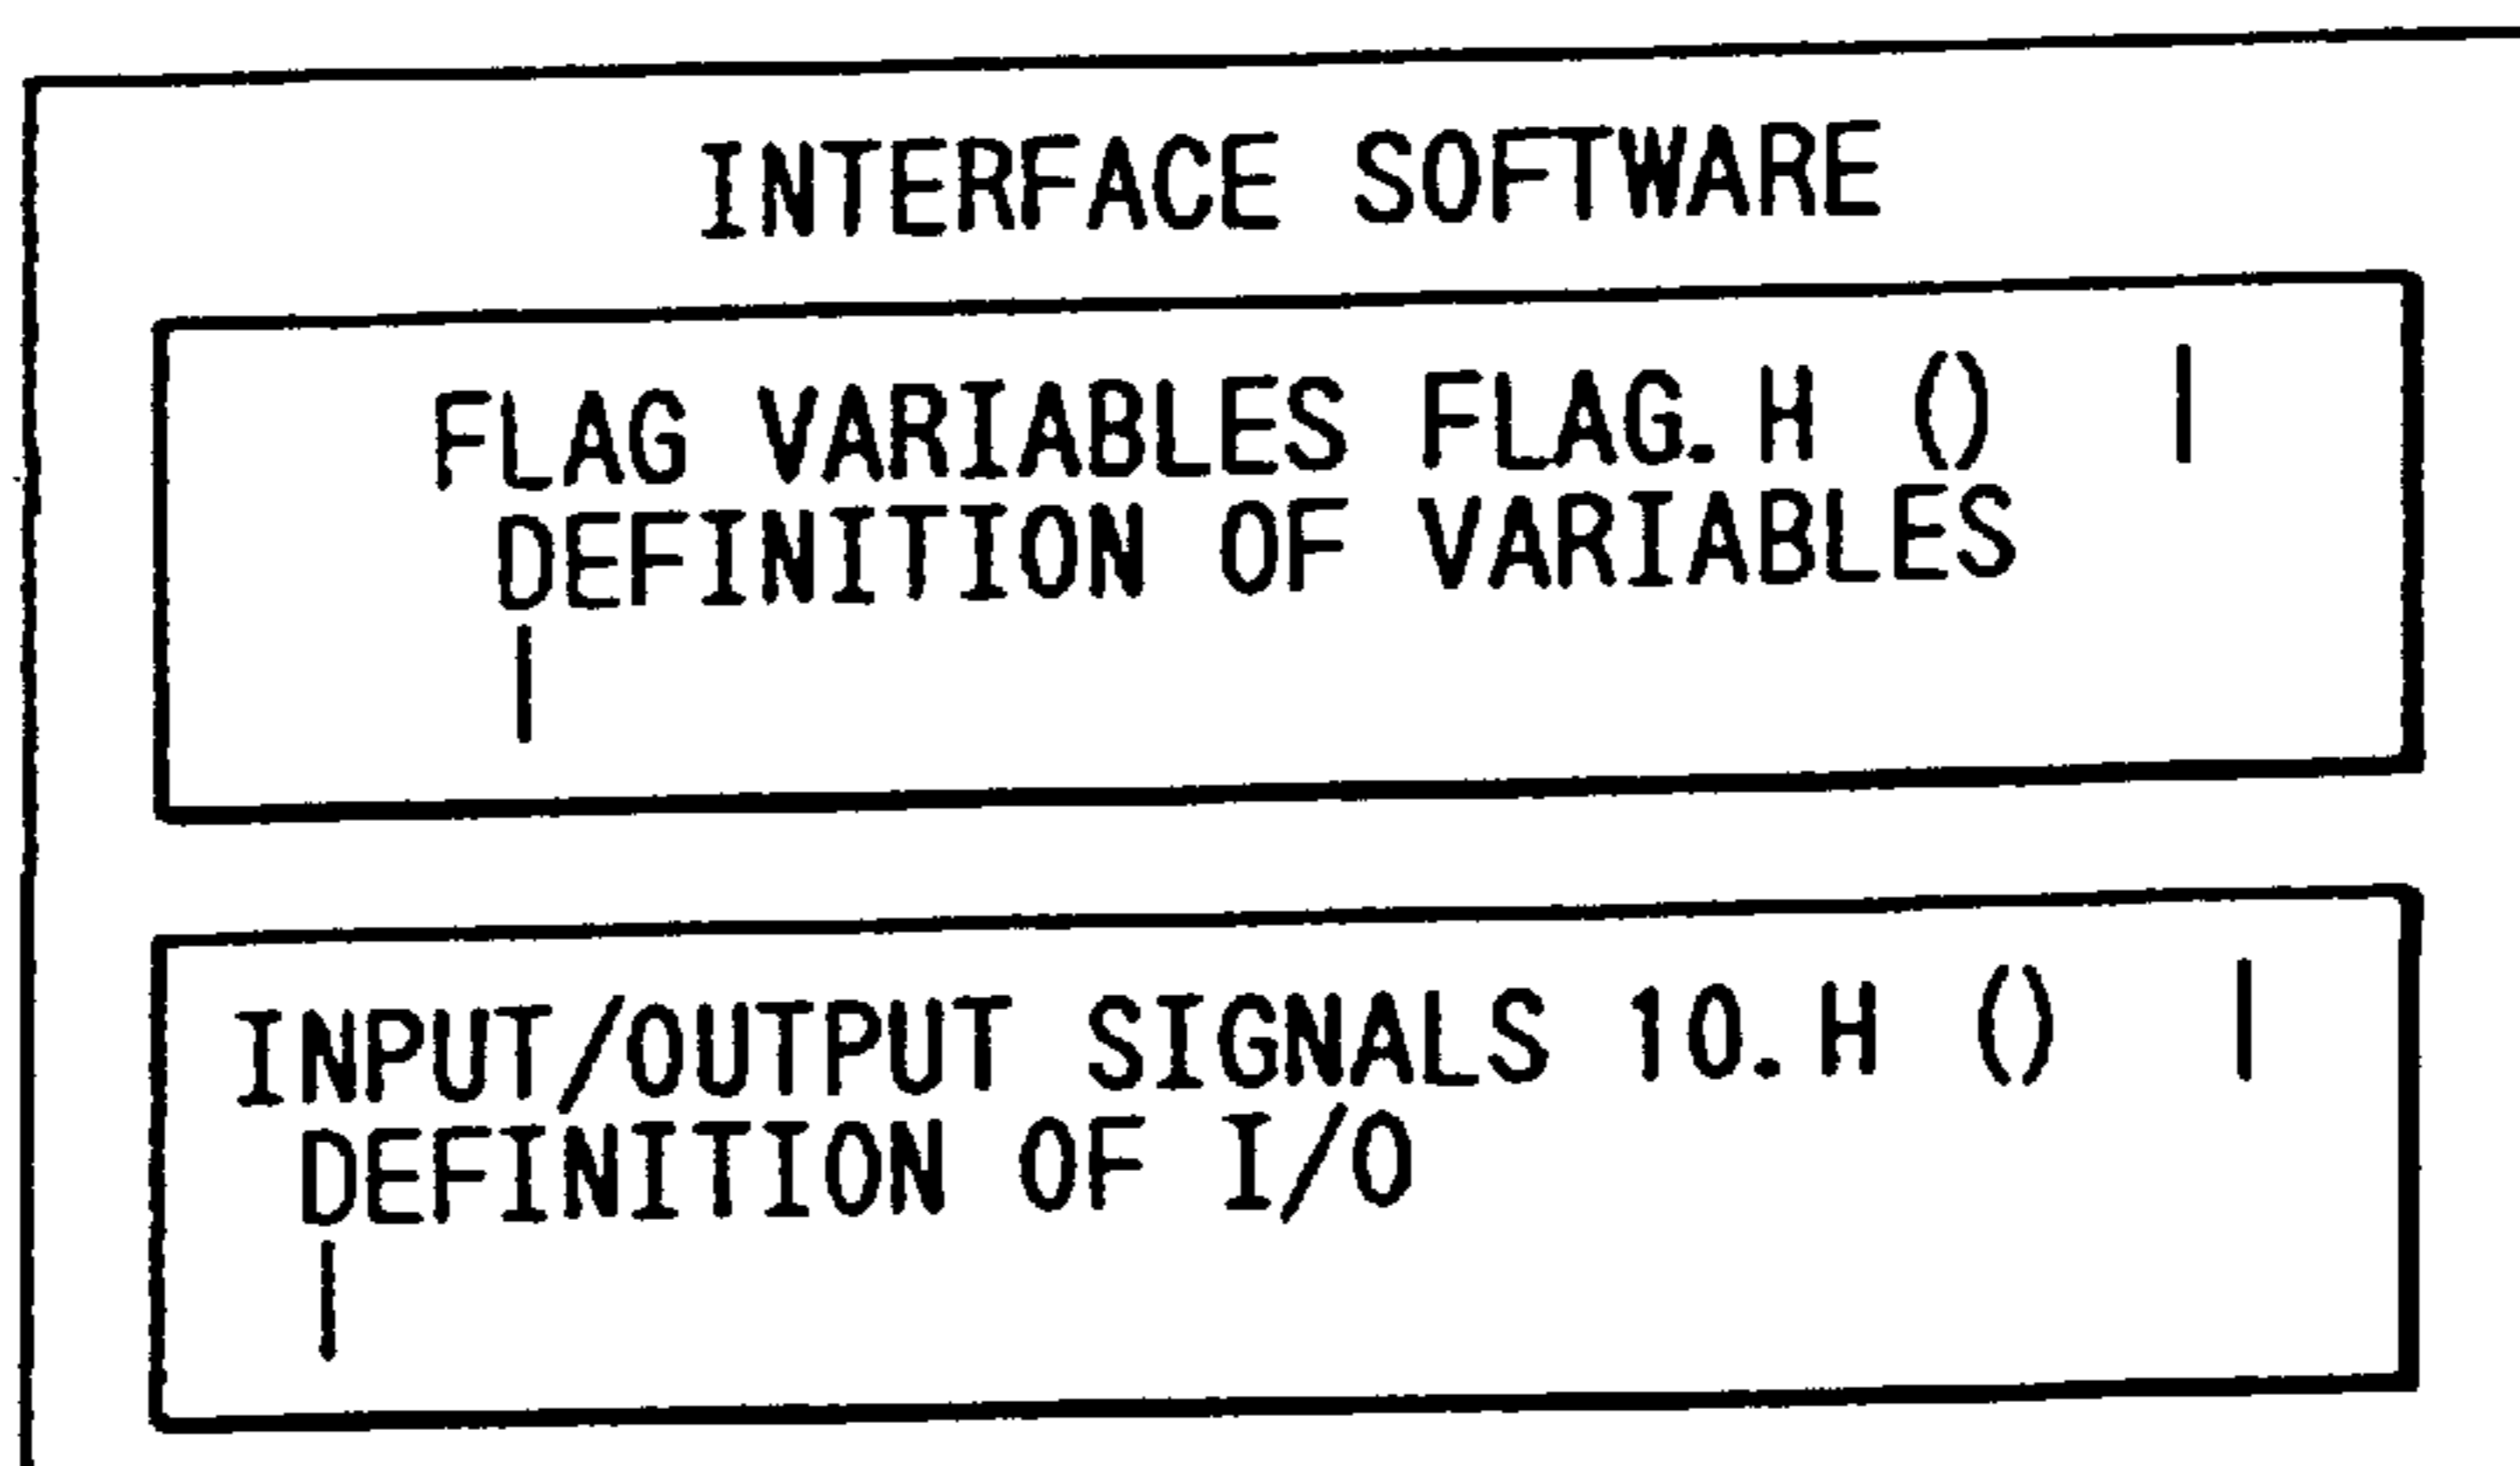 INTERFACE SOFTWARE
FLAG VARIABLES FLAG.H () |
DEFINITION OF VARIABLES
|
INPUT/OUTPUT SIGNALS 10.H () |
DEFINITION OF I/O
|